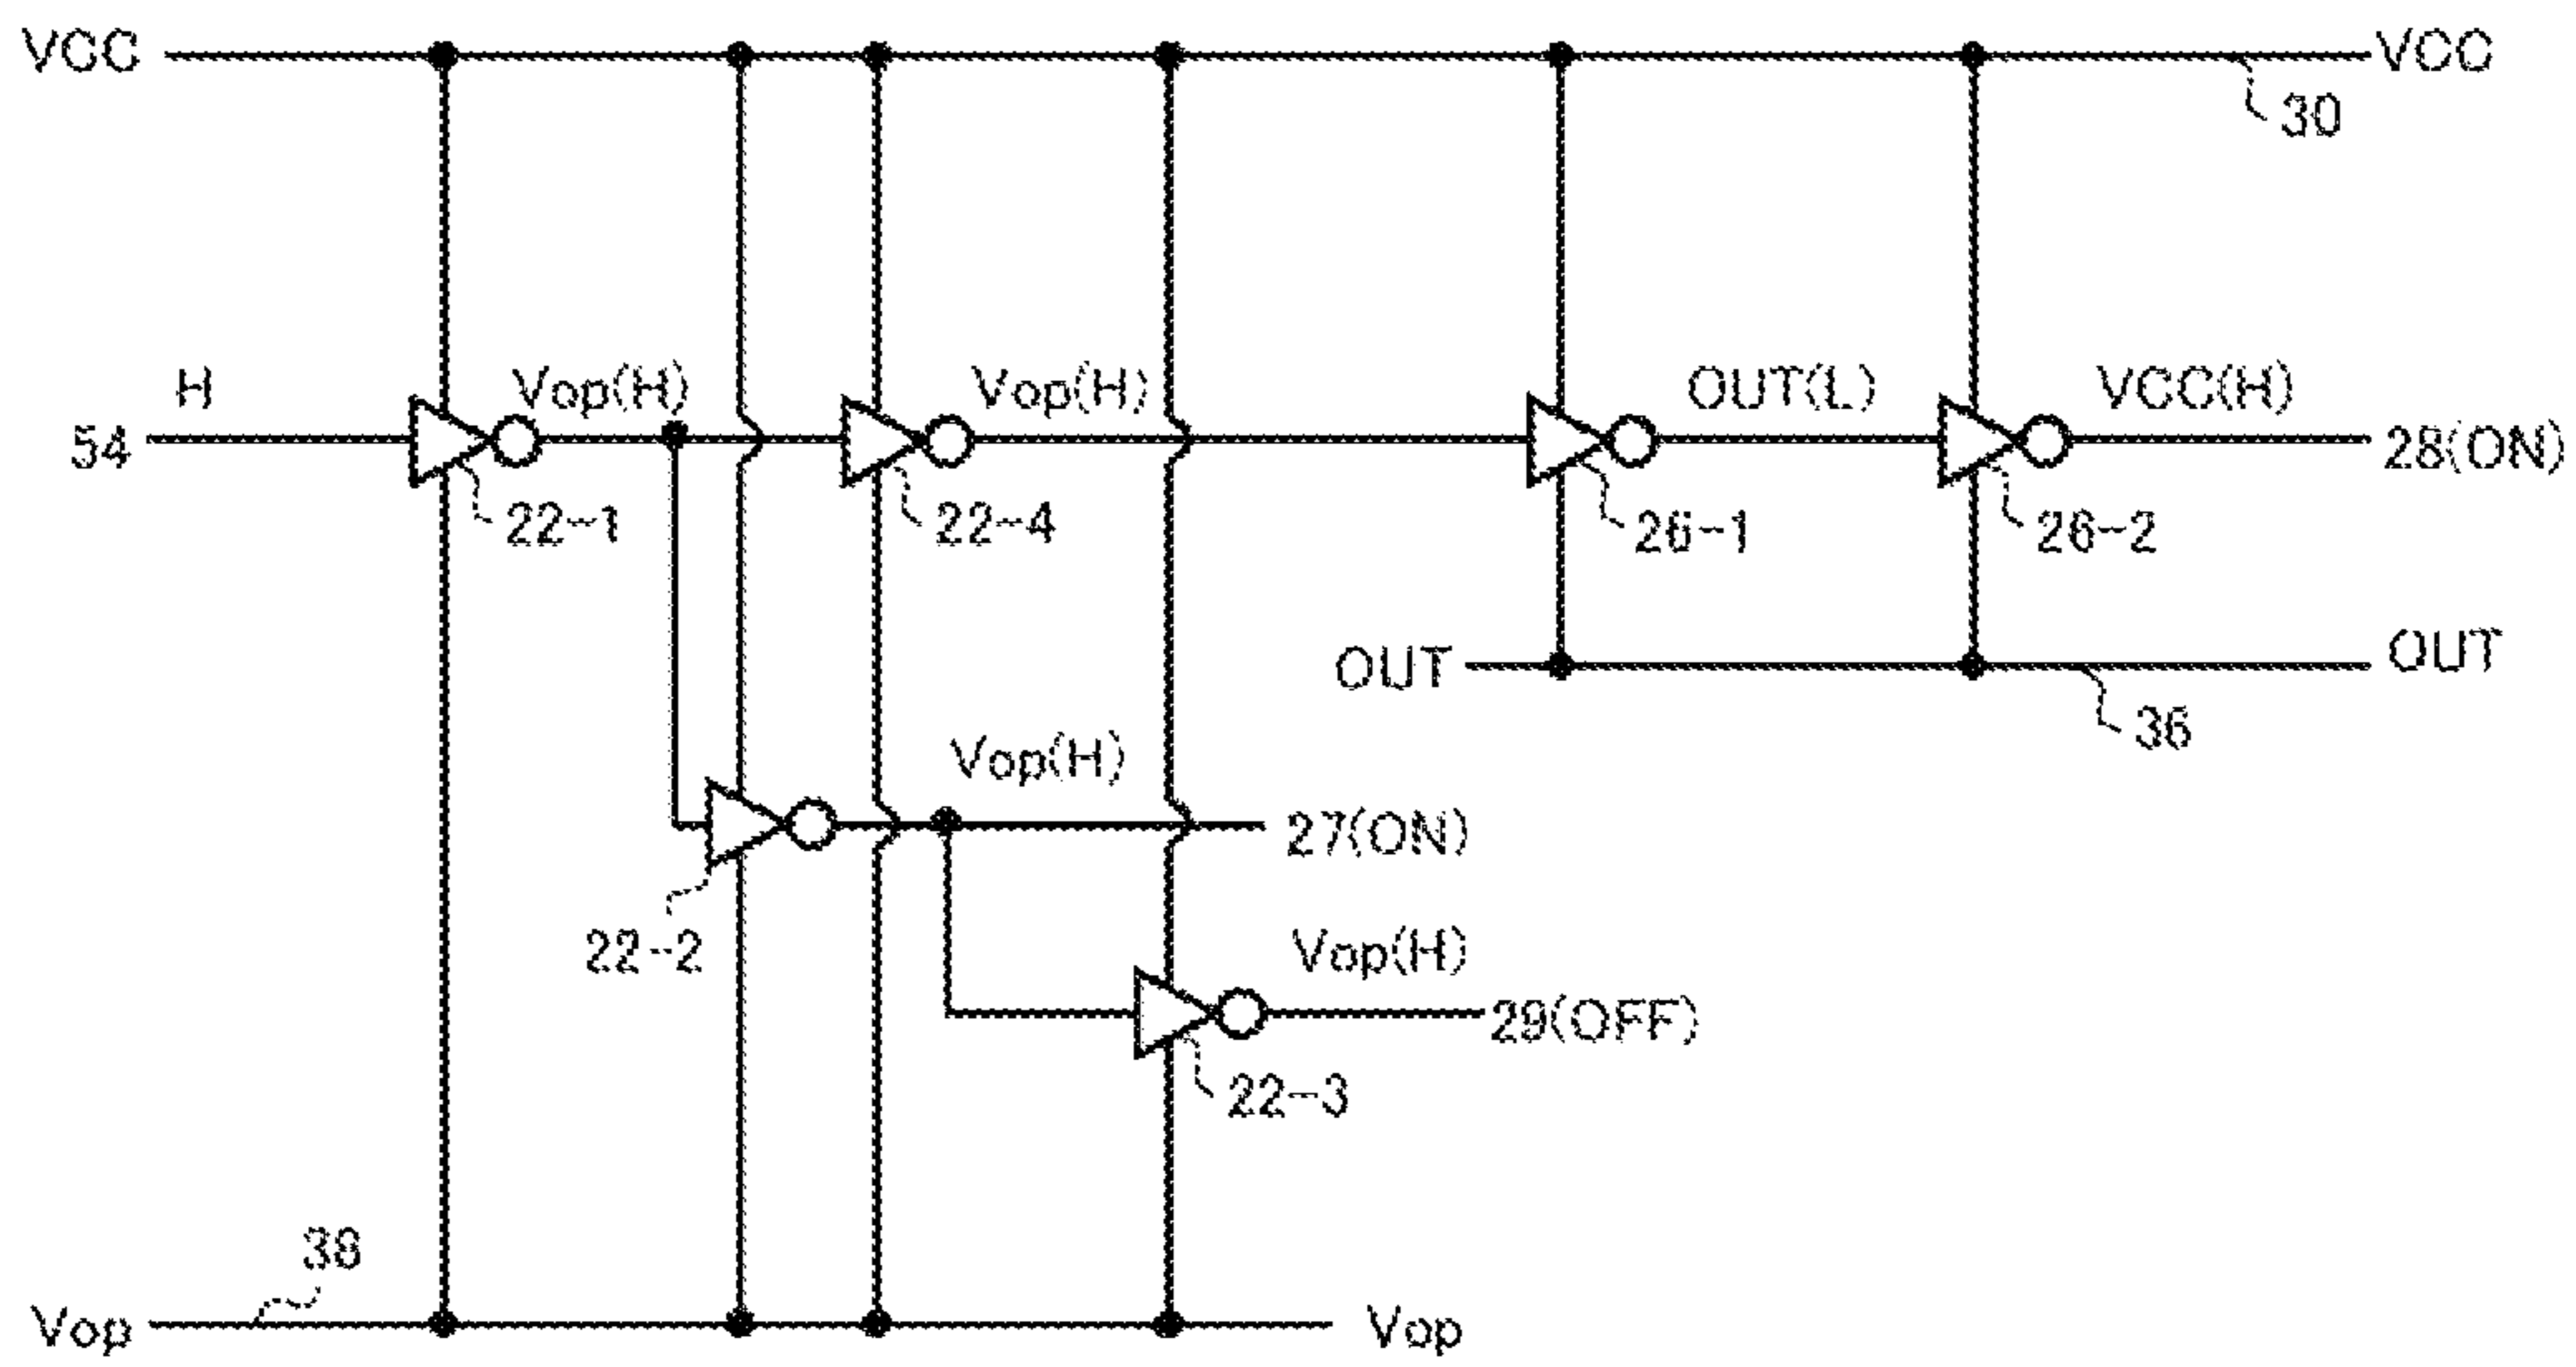 VCC
VCC
30
H
Vop(H)
Vop(H)
OUT(L)
VCC(H)
54
28(ON)
22-1
22-4
26-1
26-2
OUT
OUT
36
Vop(H)
27(ON)
22-2
Vop(H)
29(OFF)
22-3
38
Vop
Vop